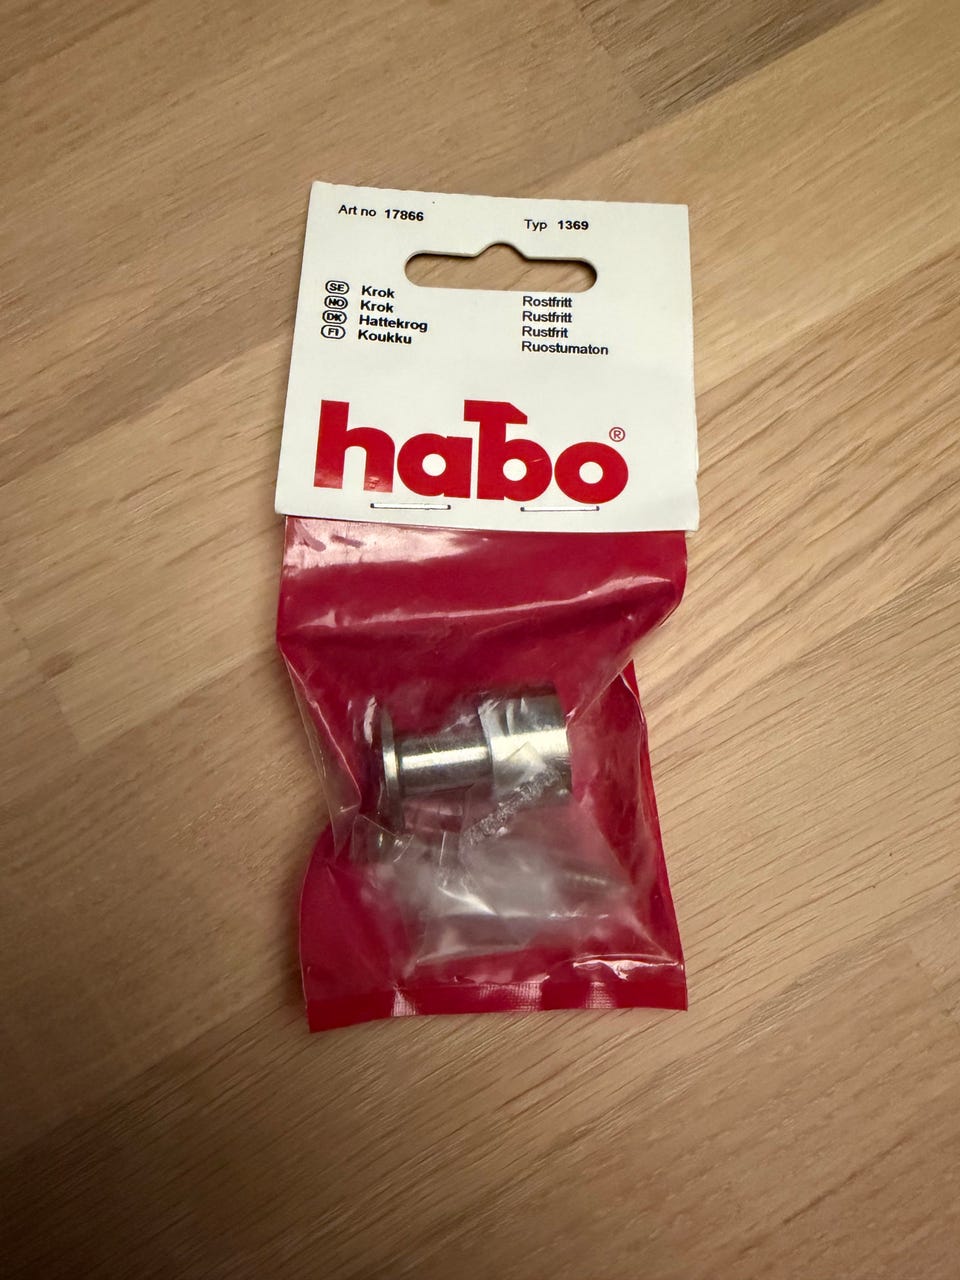 Art no 17866
Typ 1369
SE Krok Rostfritt
NO Krok Rustfritt
DK Hattekrog Rustfrit
FI Koukku Ruostumaton
habo®